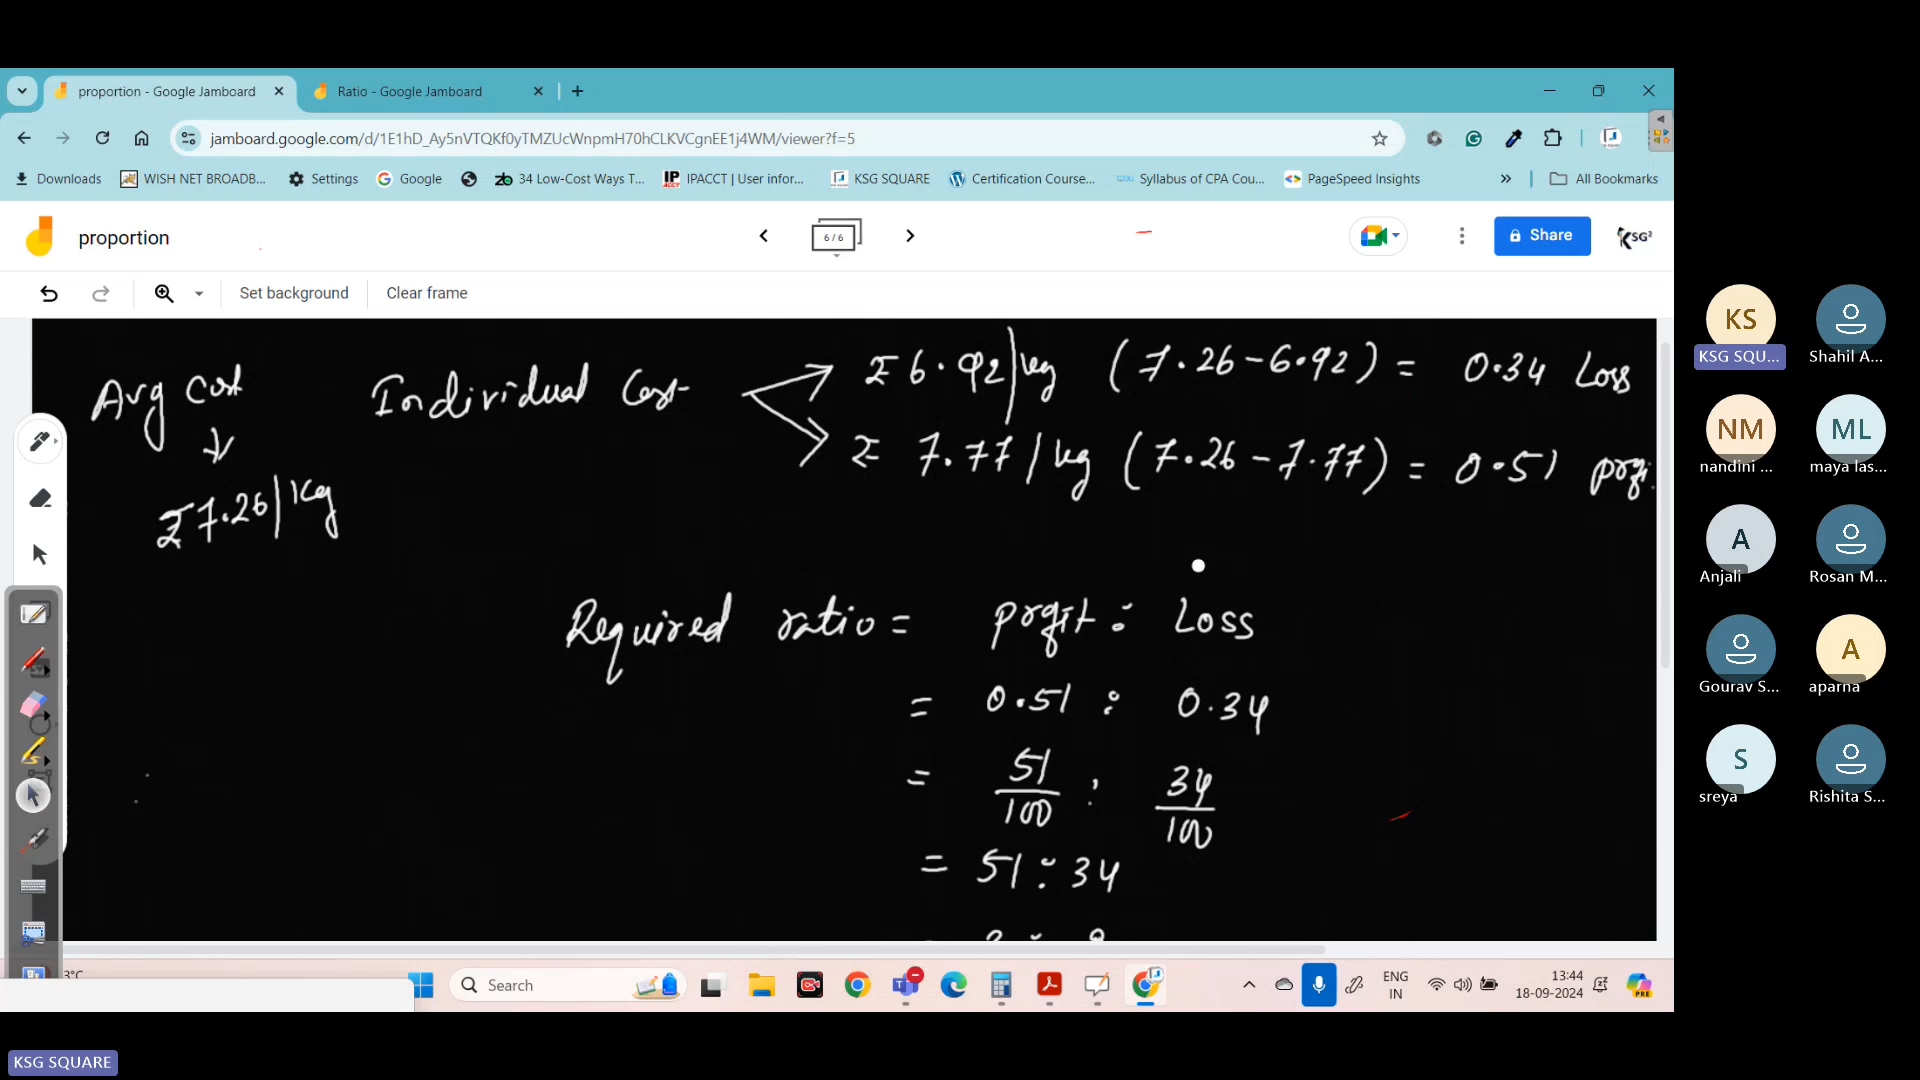 proportion - Google Jamboard
Ratio - Google Jamboard
jamboard.google.com/d/1E1hD_Ay5nVTQKf0yTMZUcWnpmH70hCLKVCgnEE1j4WM/viewer?f=5
Downloads
WISH NET BROADB...
Settings
Google
34 Low-Cost Ways T...
IPACCT | User infor...
KSG SQUARE
Certification Course...
Syllabus of CPA Cou...
PageSpeed Insights
All Bookmarks
proportion
6 / 6
Share
KSG²
Set background
Clear frame
Avg cost
₹7.26/Kg
Individual Cost
₹6.92/kg (7.26-6.92) = 0.34 Loss
₹ 7.77/kg (7.26-7.77) = 0.51 profi
Required ratio = profit : Loss
= 0.51 : 0.34
= 51/100 : 34/100
= 51 : 34
KS
KSG SQU...
Shahil A...
NM
nandini ...
ML
maya las...
A
Anjali
Rosan M...
Gourav S...
A
aparna
S
sreya
Rishita S...
3°C
Search
ENG
IN
13:44
18-09-2024
PRE
KSG SQUARE